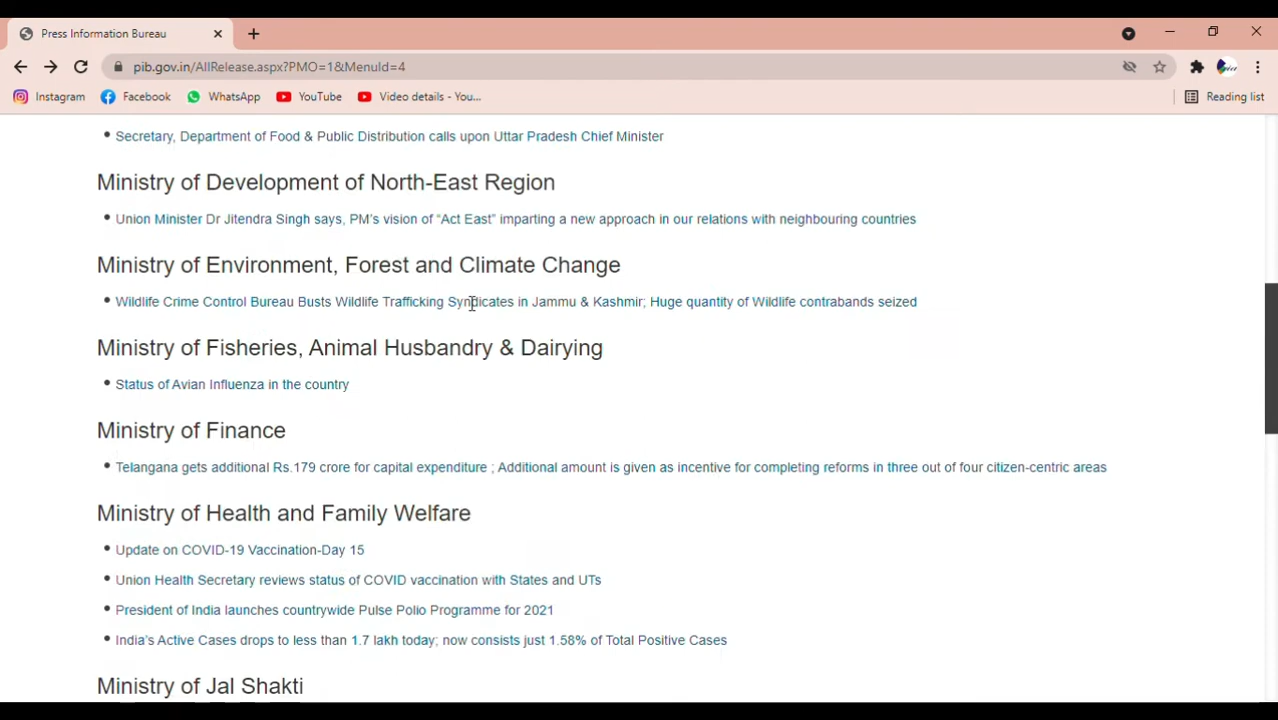 Press Information Bureau
pib.gov.in/AllRelease.aspx?PMO=1&MenuId=4
Instagram Facebook WhatsApp YouTube Video details - You... Reading list
Secretary, Department of Food & Public Distribution calls upon Uttar Pradesh Chief Minister
Ministry of Development of North-East Region
Union Minister Dr Jitendra Singh says, PM's vision of “Act East” imparting a new approach in our relations with neighbouring countries
Ministry of Environment, Forest and Climate Change
Wildlife Crime Control Bureau Busts Wildlife Trafficking Syndicates in Jammu & Kashmir; Huge quantity of Wildlife contrabands seized
Ministry of Fisheries, Animal Husbandry & Dairying
Status of Avian Influenza in the country
Ministry of Finance
Telangana gets additional Rs.179 crore for capital expenditure ; Additional amount is given as incentive for completing reforms in three out of four citizen-centric areas
Ministry of Health and Family Welfare
Update on COVID-19 Vaccination-Day 15
Union Health Secretary reviews status of COVID vaccination with States and UTs
President of India launches countrywide Pulse Polio Programme for 2021
India's Active Cases drops to less than 1.7 lakh today; now consists just 1.58% of Total Positive Cases
Ministry of Jal Shakti